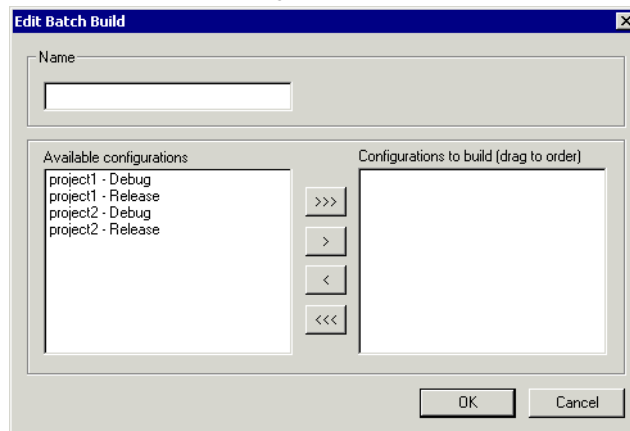 Edit Batch Build
Name
Available configurations
project1 - Debug
project1 - Release
project2 - Debug
project2 - Release
>>>
>
<
<<<
Configurations to build (drag to order)
OK
Cancel